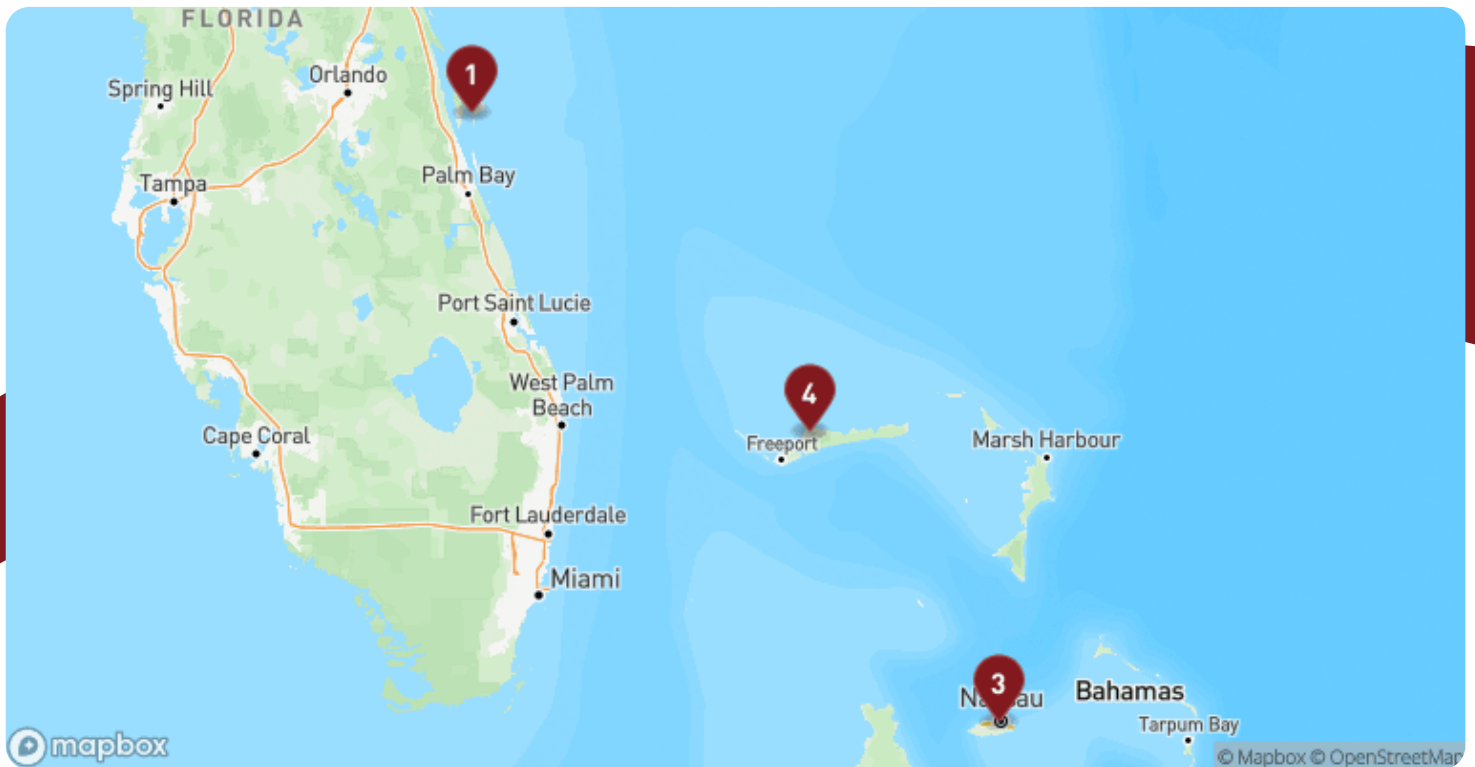 FLORIDA
1
Orlando
Spring Hill
Palm Bay
Tampa
Port Saint Lucie
West Palm
Beach
4
Cape Coral
Freeport
Marsh Harbour
Fort Lauderdale
Miami
3
Bahamas
Tarpum Bay
mapbox
© Mapbox © OpenStreetMap